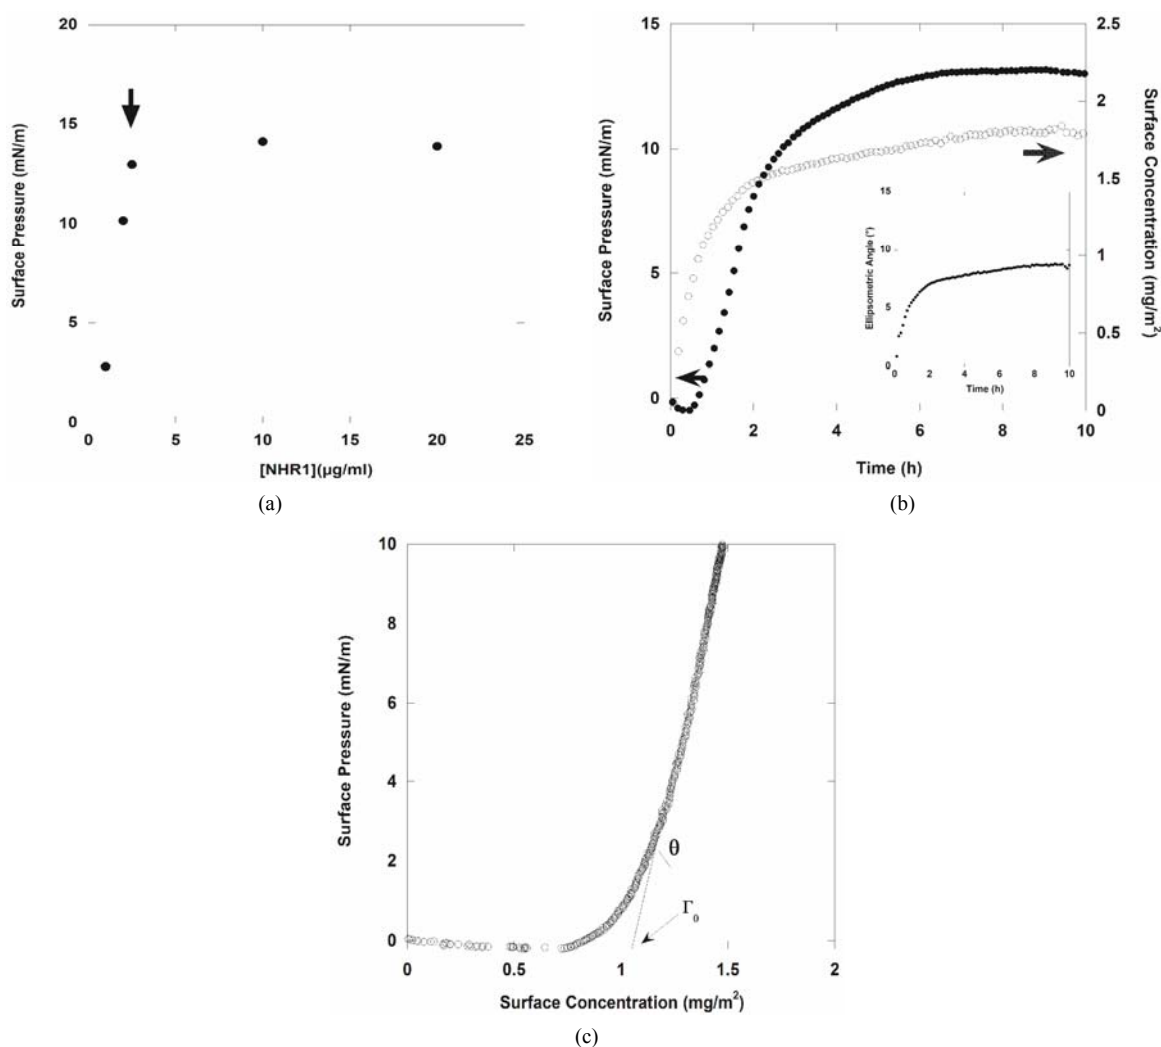 20
15
10
5
0
0 5 10 15 20 25
Surface Pressure (mN/m)
[NHR1](µg/ml)
(a)
15
10
5
0
Surface Pressure (mN/m)
2.5
2
1.5
1
0.5
0
Surface Concentration (mg/m²)
15
10
5
0
Ellipsometric Angle (°)
0 2 4 6 8 10
Time (h)
0 2 4 6 8 10
Time (h)
(b)
10
8
6
4
2
0
Surface Pressure (mN/m)
θ
Γ₀
0 0.5 1 1.5 2
Surface Concentration (mg/m²)
(c)